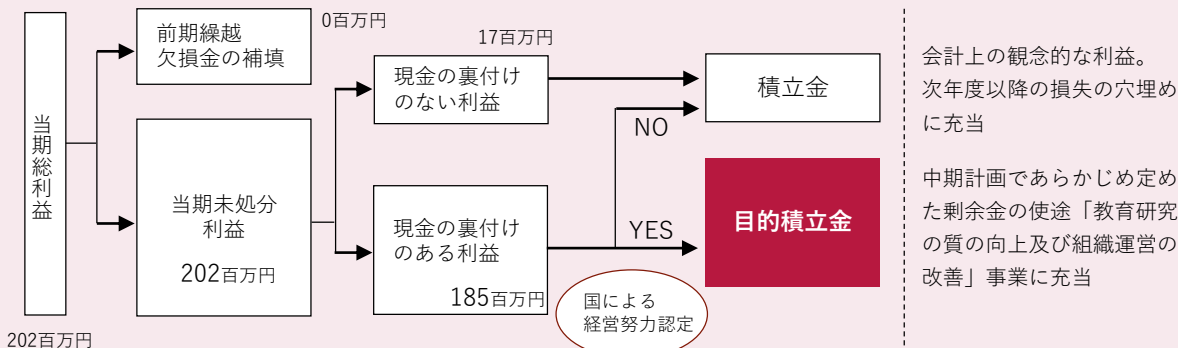 当期総利益
202百万円
前期繰越
欠損金の補填
0百万円
当期未処分
利益
202百万円
17百万円
現金の裏付け
のない利益
現金の裏付け
のある利益
185百万円
NO
YES
国による
経営努力認定
積立金
目的積立金
会計上の観念的な利益。
次年度以降の損失の穴埋め
に充当
中期計画であらかじめ定め
た剰余金の使途「教育研究
の質の向上及び組織運営の
改善」事業に充当